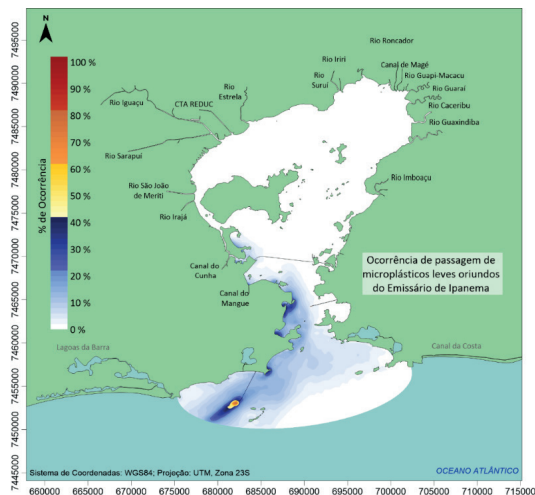 N
7495000
7490000
7485000
7480000
7475000
7470000
7465000
7460000
7455000
7450000
7445000
% de Ocorrência
100 %
90 %
80 %
70 %
60 %
50 %
40 %
30 %
20 %
10 %
0 %
Rio Roncador
Rio Irirí
Canal de Magé
Rio
Suruí
Rio Guapi-Macacu
Rio Guaraí
Rio Caceribu
Rio Guaxindiba
Rio
Estrela
Rio Iguaçu
CTA REDUC
Rio Sarapuí
Rio Imboaçu
Rio São João
de Meriti
Rio Irajá
Canal do
Cunha
Canal do
Mangue
Ocorrência de passagem de
microplásticos leves oriundos
do Emissário de Ipanema
Lagoas da Barra
Canal da Costa
Sistema de Coordenadas: WGS84; Projeção: UTM, Zona 23S
OCEANO ATLÂNTICO
660000 665000 670000 675000 680000 685000 690000 695000 700000 705000 710000 715000